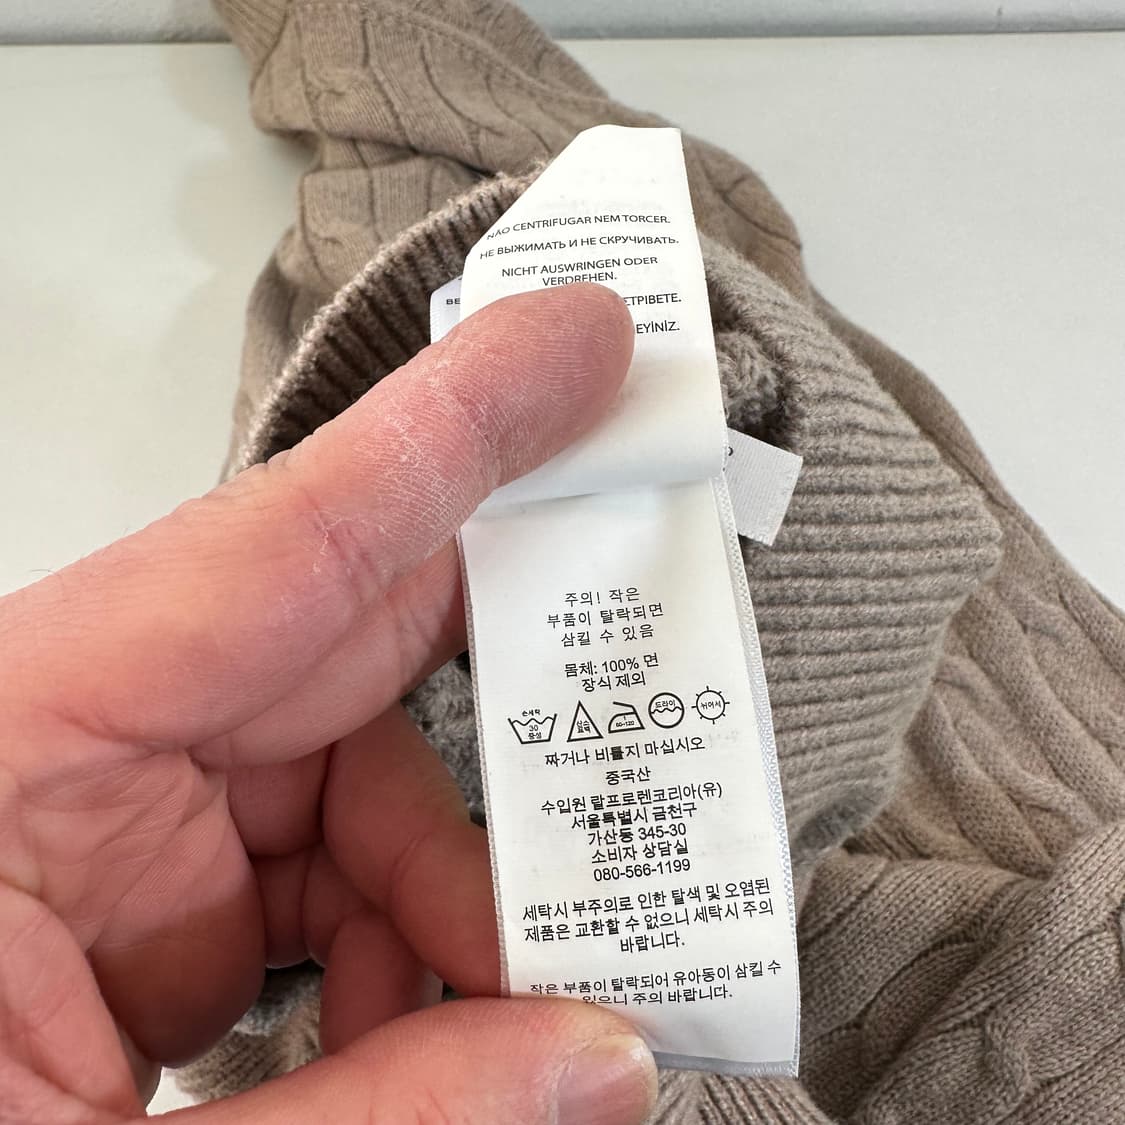 NÃO CENTRIFUGAR NEM TORCER.
НЕ ВЫЖИМАТЬ И НЕ СКРУЧИВАТЬ.
NICHT AUSWRINGEN ODER
VERDREHEN.
BE
주의! 작은
부품이 탈락되면
삼킬 수 있음
몸체: 100% 면
장식 제외
손세탁
30
중성
산소
표백
1
80-120
드라이
뉘어서
짜거나 비틀지 마십시오
중국산
수입원 랄프로렌코리아(유)
서울특별시 금천구
가산동 345-30
소비자 상담실
080-566-1199
세탁시 부주의로 인한 탈색 및 오염된
제품은 교환할 수 없으니 세탁시 주의
바랍니다.
작은 부품이 탈락되어 유아동이 삼킬 수
있으니 주의 바랍니다.